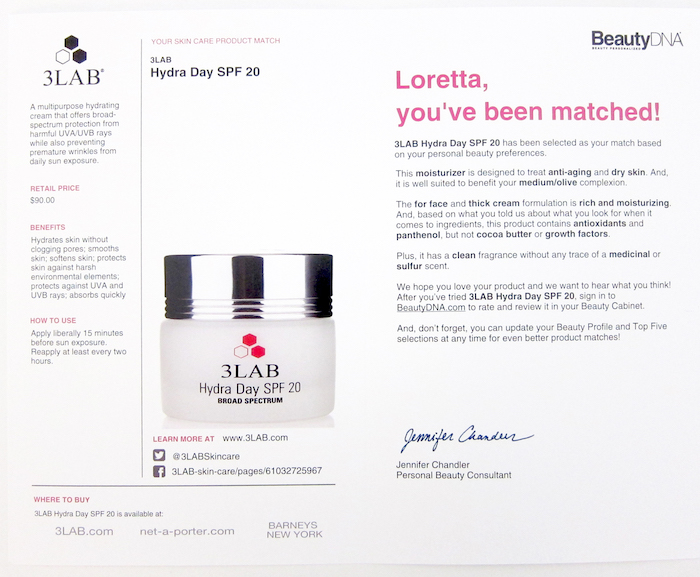 3LAB®
A multipurpose hydrating
cream that offers broad-
spectrum protection from
harmful UVA/UVB rays
while also preventing
premature wrinkles from
daily sun exposure.
RETAIL PRICE
$90.00
BENEFITS
Hydrates skin without
clogging pores; smooths
skin; softens skin; protects
skin against harsh
environmental elements;
protects against UVA and
UVB rays; absorbs quickly
HOW TO USE
Apply liberally 15 minutes
before sun exposure.
Reapply at least every two
hours.
YOUR SKIN CARE PRODUCT MATCH
3LAB
Hydra Day SPF 20
3LAB
Hydra Day SPF 20
BROAD SPECTRUM
LEARN MORE AT www.3LAB.com
@3LABSkincare
3LAB-skin-care/pages/61032725967
WHERE TO BUY
3LAB Hydra Day SPF 20 is available at:
3LAB.com net-a-porter.com BARNEYS
NEW YORK
BeautyDNA
BEAUTY PERSONALIZED
Loretta,
you've been matched!
3LAB Hydra Day SPF 20 has been selected as your match based
on your personal beauty preferences.
This moisturizer is designed to treat anti-aging and dry skin. And,
it is well suited to benefit your medium/olive complexion.
The for face and thick cream formulation is rich and moisturizing.
And, based on what you told us about what you look for when it
comes to ingredients, this product contains antioxidants and
panthenol, but not cocoa butter or growth factors.
Plus, it has a clean fragrance without any trace of a medicinal or
sulfur scent.
We hope you love your product and we want to hear what you think!
After you've tried 3LAB Hydra Day SPF 20, sign in to
BeautyDNA.com to rate and review it in your Beauty Cabinet.
And, don't forget, you can update your Beauty Profile and Top Five
selections at any time for even better product matches!
Jennifer Chandler
Jennifer Chandler
Personal Beauty Consultant